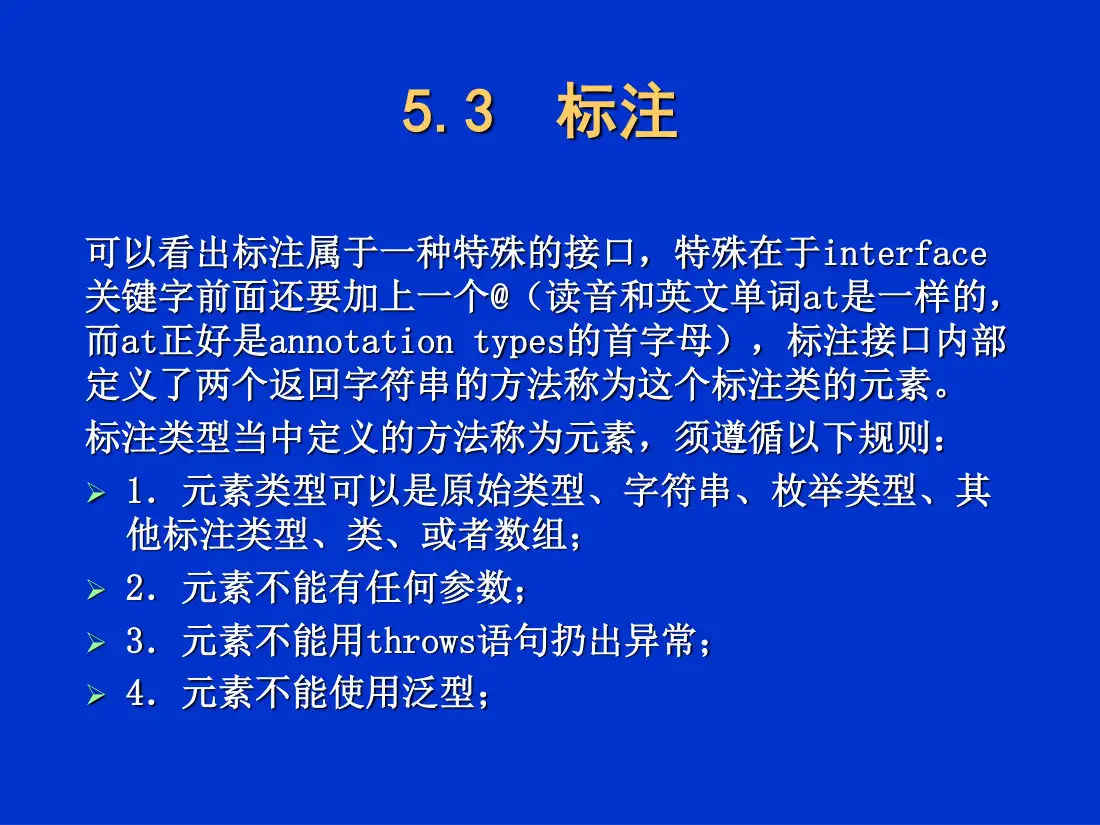 5.3 标注
可以看出标注属于一种特殊的接口，特殊在于interface
关键字前面还要加上一个@（读音和英文单词at是一样的，
而at正好是annotation types的首字母），标注接口内部
定义了两个返回字符串的方法称为这个标注类的元素。
标注类型当中定义的方法称为元素，须遵循以下规则：
➢ 1．元素类型可以是原始类型、字符串、枚举类型、其
他标注类型、类、或者数组；
➢ 2．元素不能有任何参数；
➢ 3．元素不能用throws语句扔出异常；
➢ 4．元素不能使用泛型；